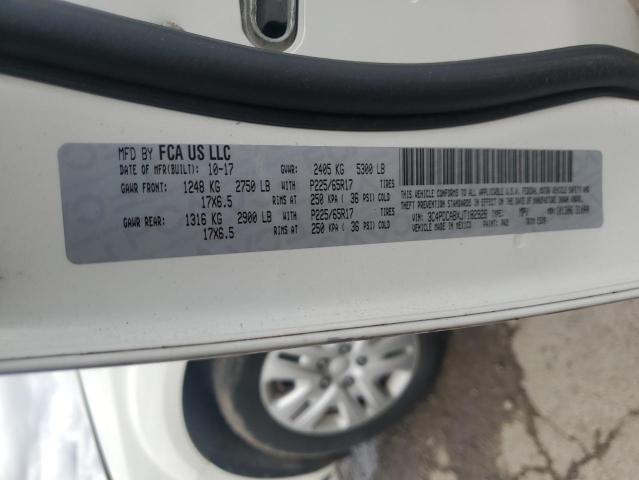 MFD BY FCA US LLC
DATE OF MFR(BUILT): 10-17 GVWR: 2405 KG 5300 LB
GAWR FRONT: 1248 KG 2750 LB WITH P225/65R17 TIRES
17X6.5 RIMS AT 250 KPA ( 36 PSI) COLD
GAWR REAR: 1316 KG 2900 LB WITH P225/65R17 TIRES
17X6.5 RIMS AT 250 KPA ( 36 PSI) COLD
THIS VEHICLE CONFORMS TO ALL APPLICABLE U.S.A. FEDERAL MOTOR VEHICLE SAFETY AND
THEFT PREVENTION STANDARDS IN EFFECT ON THE DATE OF MANUFACTURE SHOWN ABOVE.
VIN: TYPE: MPV
VEHICLE MADE IN MEXICO PAINT: PW3